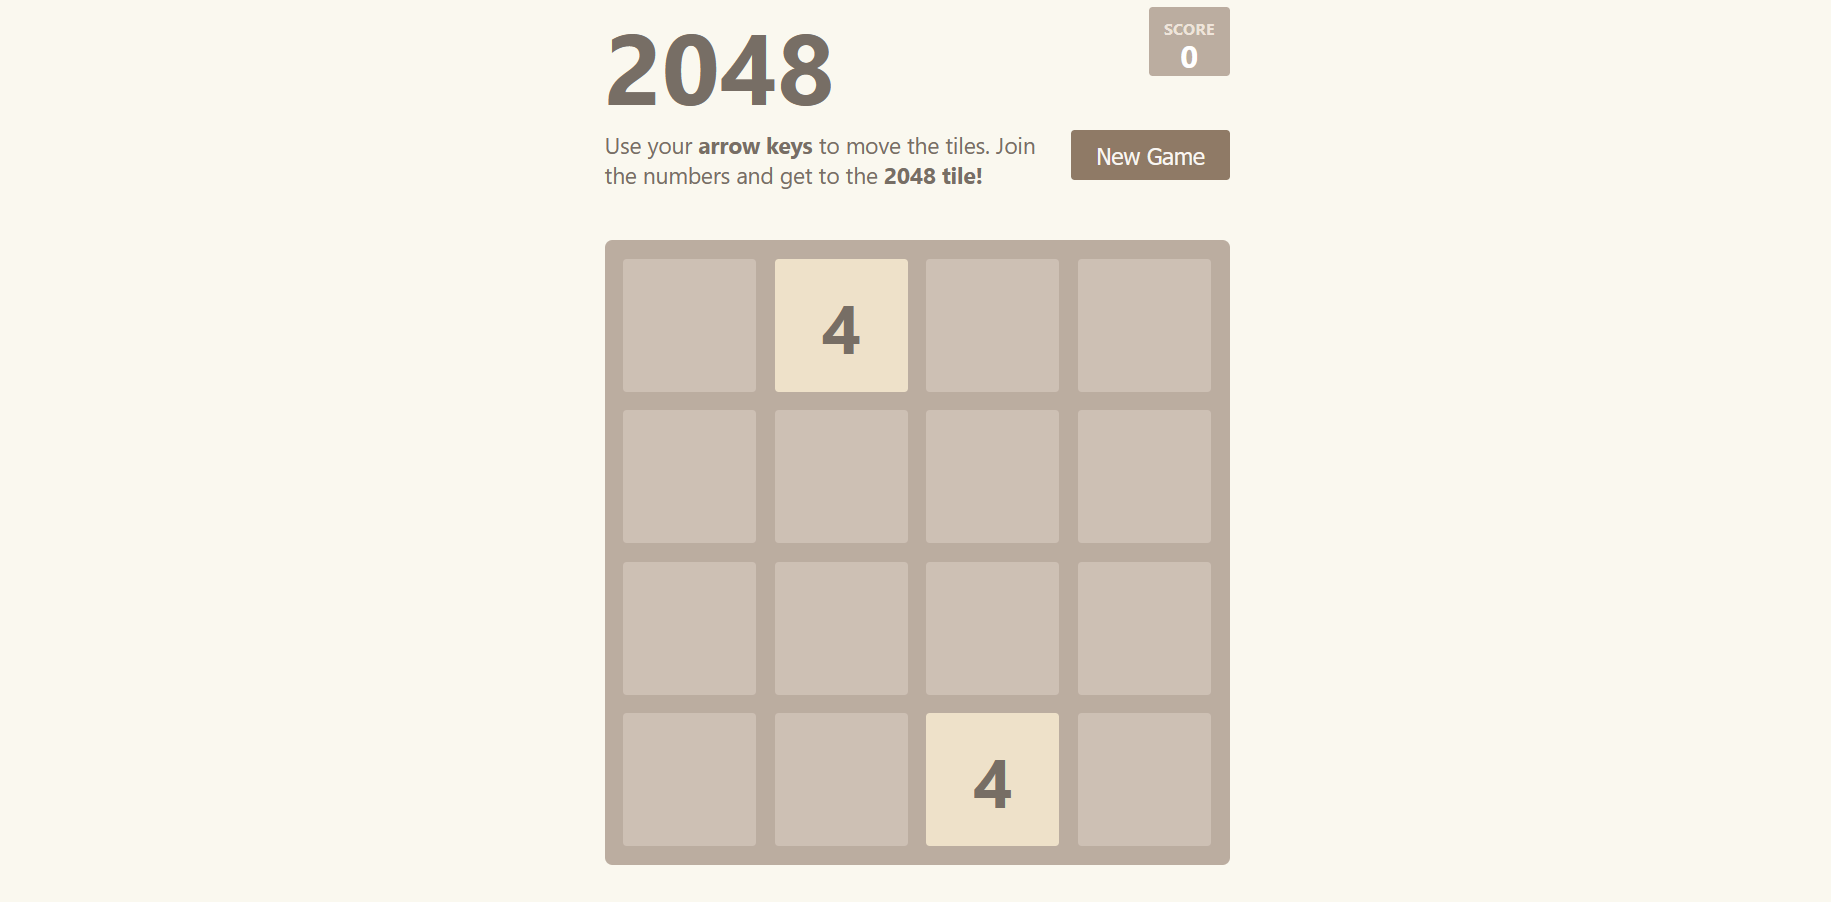 2048
SCORE
0
Use your arrow keys to move the tiles. Join
the numbers and get to the 2048 tile!
New Game
4
4